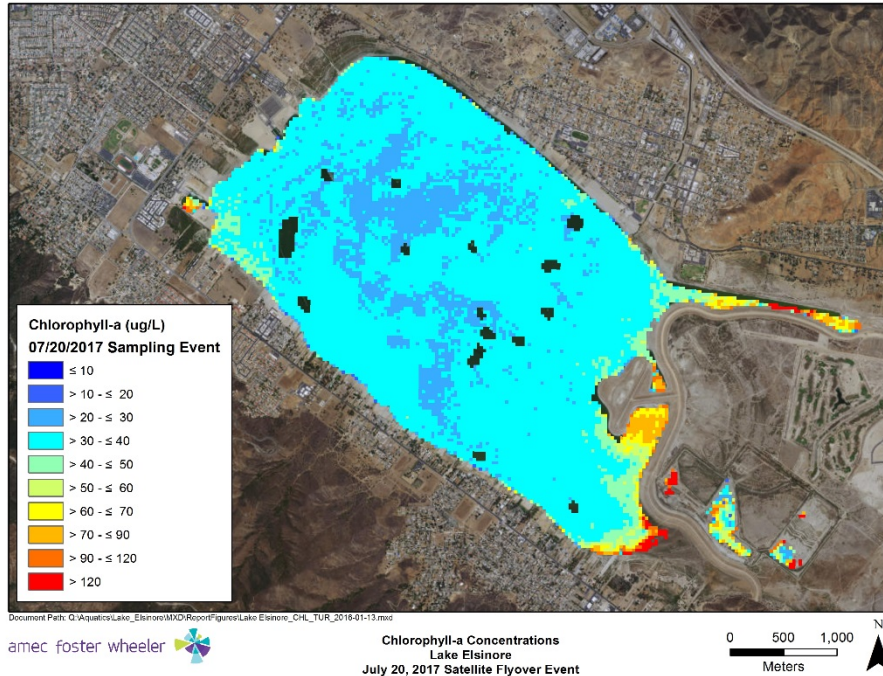 Chlorophyll-a (ug/L)
07/20/2017 Sampling Event
≤ 10
> 10 - ≤ 20
> 20 - ≤ 30
> 30 - ≤ 40
> 40 - ≤ 50
> 50 - ≤ 60
> 60 - ≤ 70
> 70 - ≤ 90
> 90 - ≤ 120
> 120
Document Path: Q:\Aquatics\Lake_Elsinore\MXD\ReportFigures\Lake Elsinore_CHL_TUR_2016-01-13.mxd
amec foster wheeler
Chlorophyll-a Concentrations
Lake Elsinore
July 20, 2017 Satellite Flyover Event
0 500 1,000
Meters
N